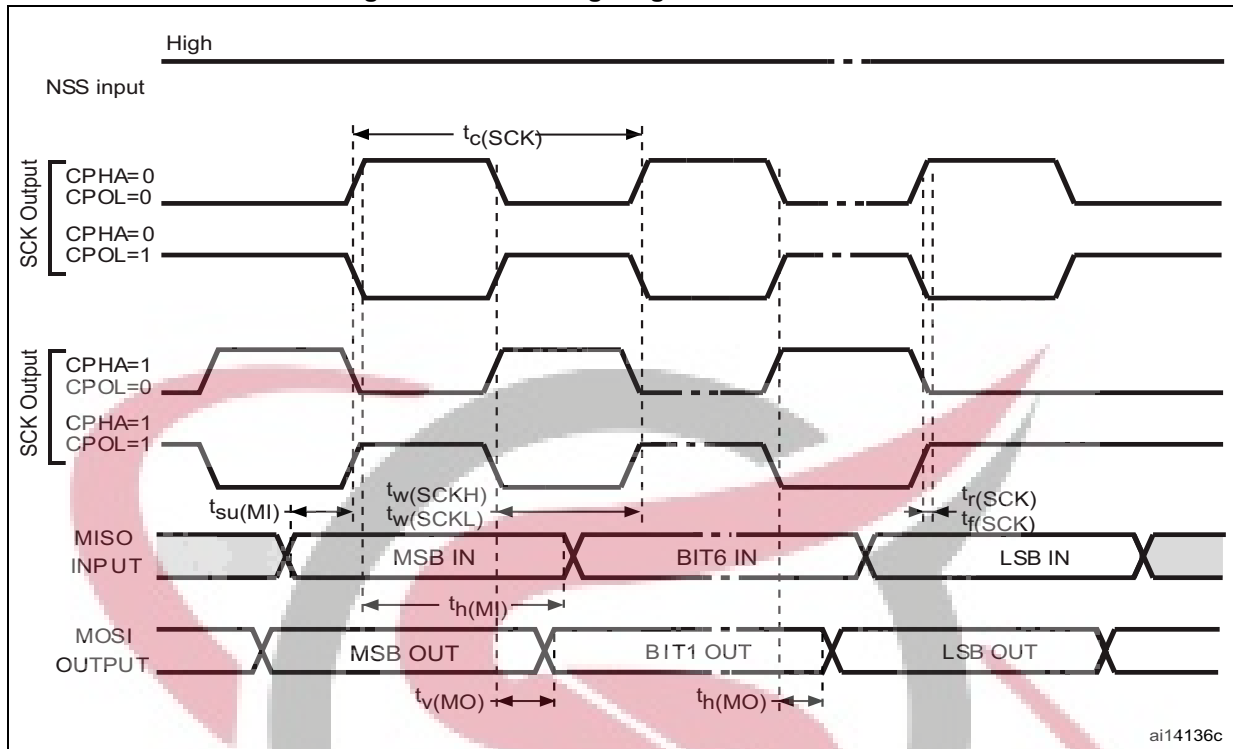 High
NSS input
tc(SCK)
SCK Output
CPHA=0
CPOL=0
CPHA=0
CPOL=1
SCK Output
CPHA=1
CPOL=0
CPHA=1
CPOL=1
tsu(MI)
tw(SCKH)
tw(SCKL)
tr(SCK)
tf(SCK)
MISO
INPUT
MSB IN
BIT6 IN
LSB IN
th(MI)
MOSI
OUTPUT
MSB OUT
BIT1 OUT
LSB OUT
tv(MO)
th(MO)
ai14136c